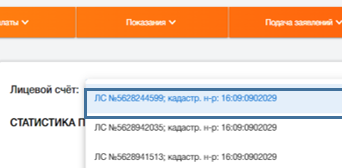 латы Показания Подача заявлений
Лицевой счёт:
ЛС №5628244599; кадастр. н-р: 16:09:0902029
СТАТИСТИКА П
ЛС №5628942035; кадастр. н-р: 16:09:0902029
ЛС №5628941513; кадастр. н-р: 16:09:0902029